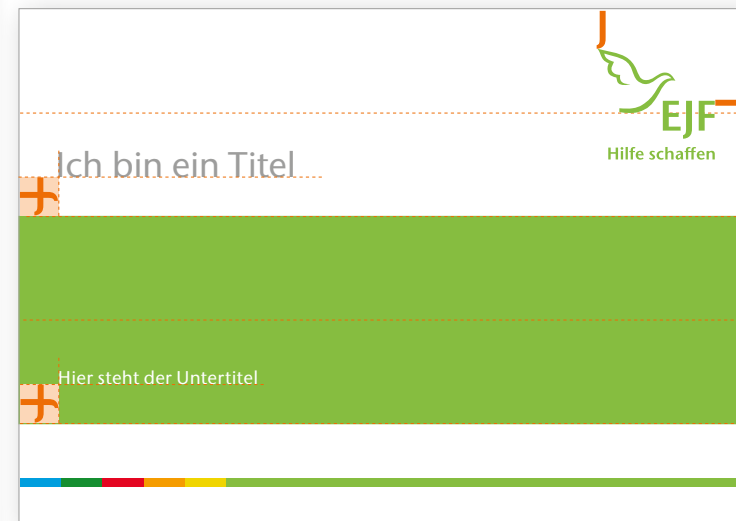 EJF
Hilfe schaffen
Ich bin ein Titel
Hier steht der Untertitel